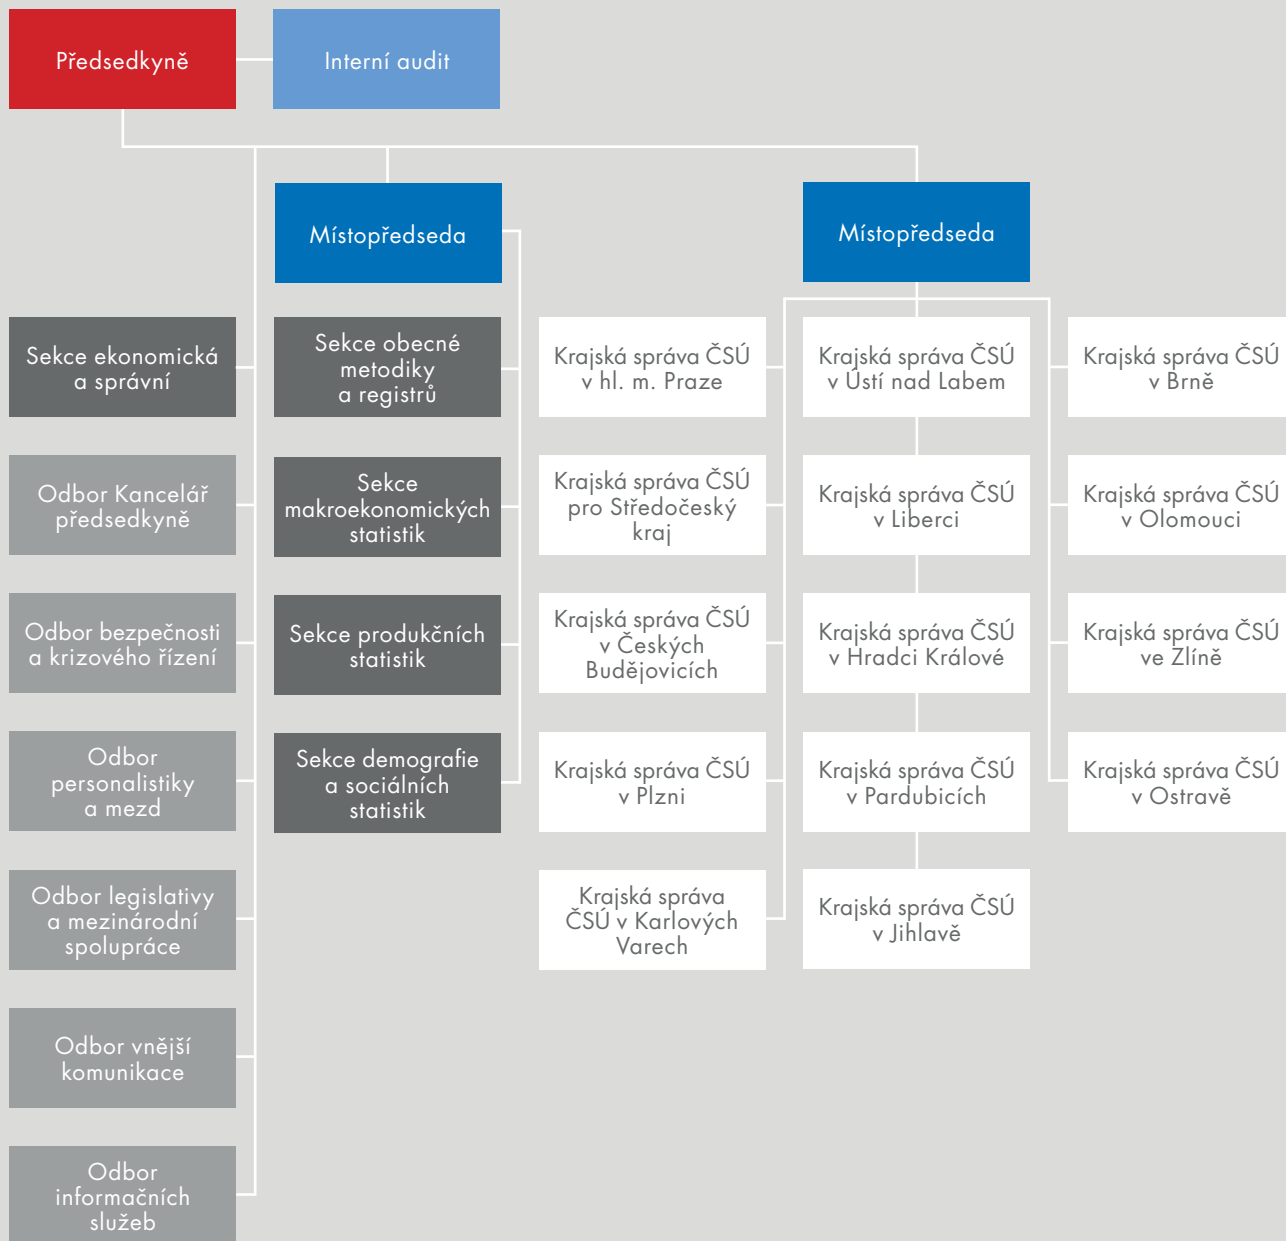 Předsedkyně
Interní audit
Místopředseda
Místopředseda
Sekce ekonomická
a správní
Odbor Kancelář
předsedkyně
Odbor bezpečnosti
a krizového řízení
Odbor
personalistiky
a mezd
Odbor legislativy
a mezinárodní
spolupráce
Odbor vnější
komunikace
Odbor
informačních
služeb
Sekce obecné
metodiky
a registrů
Sekce
makroekonomických
statistik
Sekce produkčních
statistik
Sekce demografie
a sociálních
statistik
Krajská správa ČSÚ
v hl. m. Praze
Krajská správa ČSÚ
pro Středočeský
kraj
Krajská správa ČSÚ
v Českých
Budějovicích
Krajská správa ČSÚ
v Plzni
Krajská správa
ČSÚ v Karlových
Varech
Krajská správa ČSÚ
v Ústí nad Labem
Krajská správa ČSÚ
v Liberci
Krajská správa ČSÚ
v Hradci Králové
Krajská správa ČSÚ
v Pardubicích
Krajská správa ČSÚ
v Jihlavě
Krajská správa ČSÚ
v Brně
Krajská správa ČSÚ
v Olomouci
Krajská správa ČSÚ
ve Zlíně
Krajská správa ČSÚ
v Ostravě